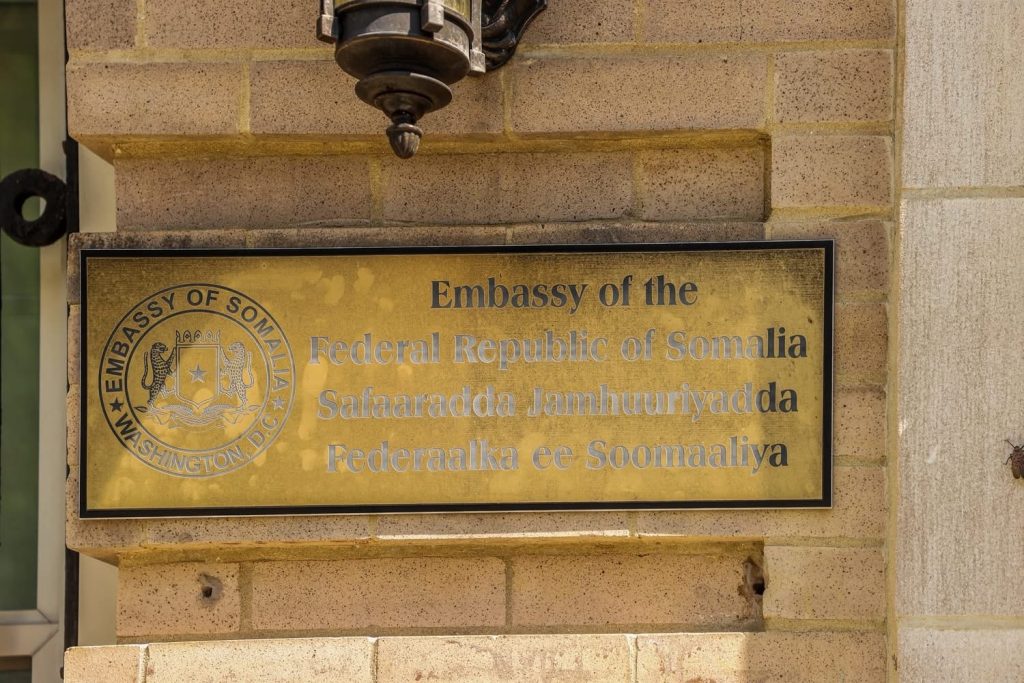 EMBASSY OF SOMALIA
WASHINGTON, D.C
Embassy of the
Federal Republic of Somalia
Safaaradda Jamhuuriyadda
Federaalka ee Soomaaliya